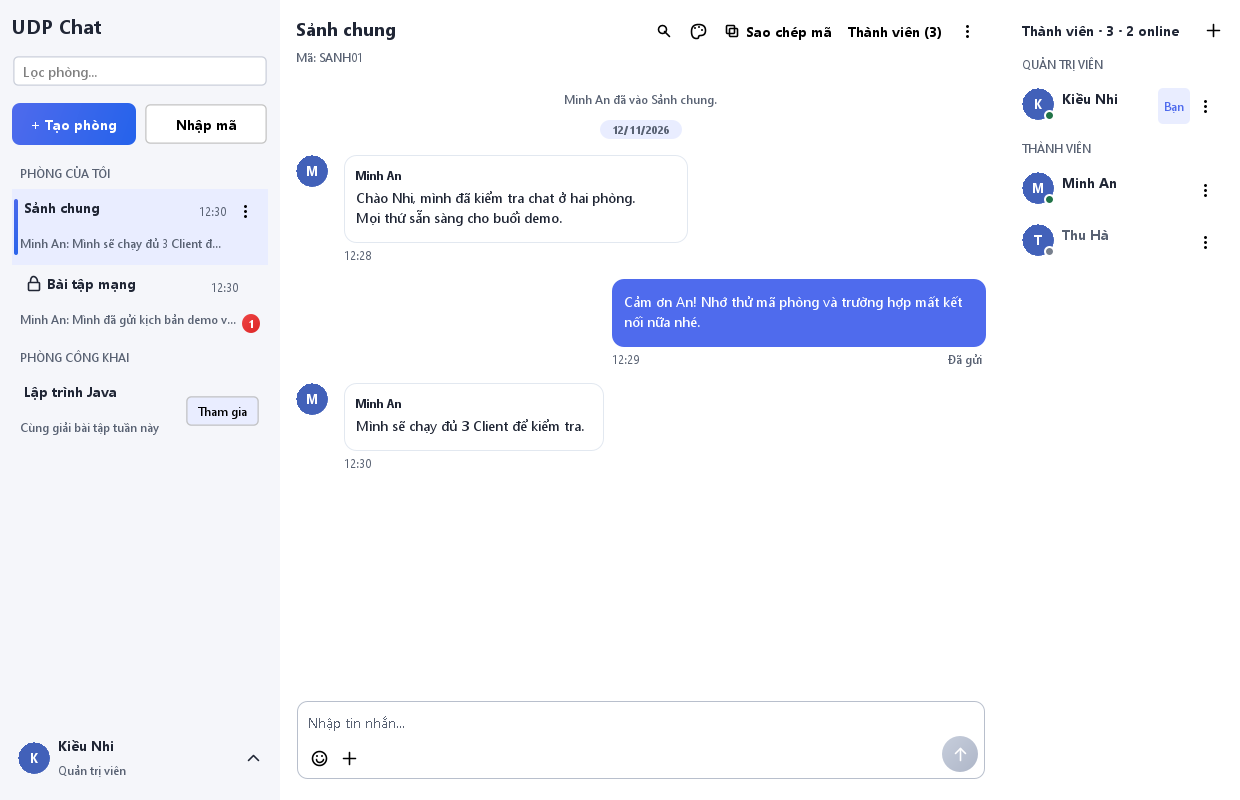 UDP Chat
Lọc phòng...
+ Tạo phòng
Nhập mã
PHÒNG CỦA TÔI
Sảnh chung
12:30
Minh An: Mình sẽ chạy đủ 3 Client đ...
Bài tập mạng
12:30
Minh An: Mình đã gửi kịch bản demo v...
1
PHÒNG CÔNG KHAI
Lập trình Java
Cùng giải bài tập tuần này
Tham gia
K
Kiều Nhi
Quản trị viên
Sảnh chung
Mã: SANH01
Sao chép mã
Thành viên (3)
Minh An đã vào Sảnh chung.
12/11/2026
M
Minh An
Chào Nhi, mình đã kiểm tra chat ở hai phòng.
Mọi thứ sẵn sàng cho buổi demo.
12:28
Cảm ơn An! Nhớ thử mã phòng và trường hợp mất kết
nối nữa nhé.
12:29
Đã gửi
M
Minh An
Mình sẽ chạy đủ 3 Client để kiểm tra.
12:30
Nhập tin nhắn...
Thành viên · 3 · 2 online
QUẢN TRỊ VIÊN
K
Kiều Nhi
Bạn
THÀNH VIÊN
M
Minh An
T
Thu Hà